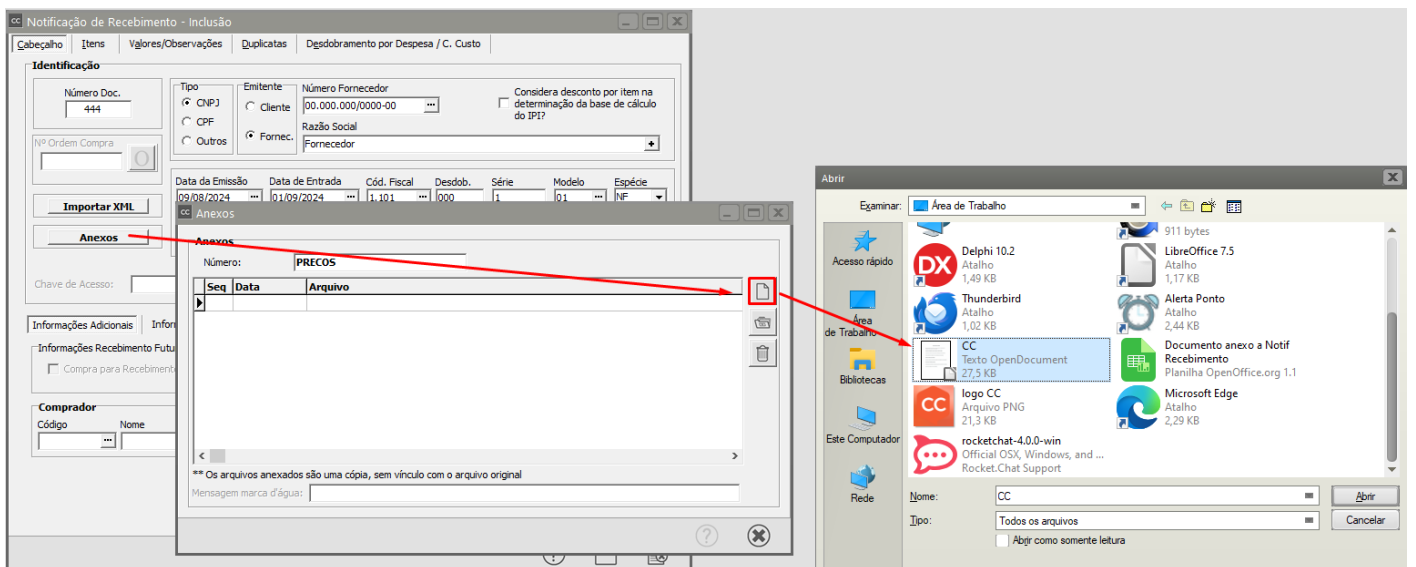 cc Notificação de Recebimento - Inclusão
Cabeçalho Itens Valores/Observações Duplicatas Desdobramento por Despesa / C. Custo
Identificação
Número Doc.
444
Nº Ordem Compra
Importar XML
Anexos
Chave de Acesso:
Tipo
CNPJ
CPF
Outros
Emitente
Cliente
Fornec.
Número Fornecedor
00.000.000/0000-00 ...
Razão Social
Fornecedor +
Considera desconto por item na
determinação da base de cálculo
do IPI?
Data da Emissão Data de Entrada Cód. Fiscal Desdob. Série Modelo Espécie
09/08/2024 ... 01/09/2024 ... 1.101 ... 000 1 01 ... NF
Informações Adicionais Infor
Informações Recebimento Futu
Compra para Recebiment
Comprador
Código Nome
...
cc Anexos
Anexos
Número: PRECOS
Seq Data Arquivo
** Os arquivos anexados são uma cópia, sem vínculo com o arquivo original
Mensagem marca d'água:
?
Abrir
Examinar: Área de Trabalho
Acesso rápido
Área
de Trabalho
Bibliotecas
Este Computador
Rede
911 bytes
DX
Delphi 10.2
Atalho
1,49 KB
LibreOffice 7.5
Atalho
1,17 KB
Thunderbird
Atalho
1,02 KB
Alerta Ponto
Atalho
2,44 KB
CC
Texto OpenDocument
27,5 KB
Documento anexo a Notif
Recebimento
Planilha OpenOffice.org 1.1
CC
logo CC
Arquivo PNG
21,3 KB
Microsoft Edge
Atalho
2,29 KB
rocketchat-4.0.0-win
Official OSX, Windows, and ...
Rocket.Chat Support
Nome: CC
Abrir
Tipo: Todos os arquivos
Cancelar
Abrir como somente leitura